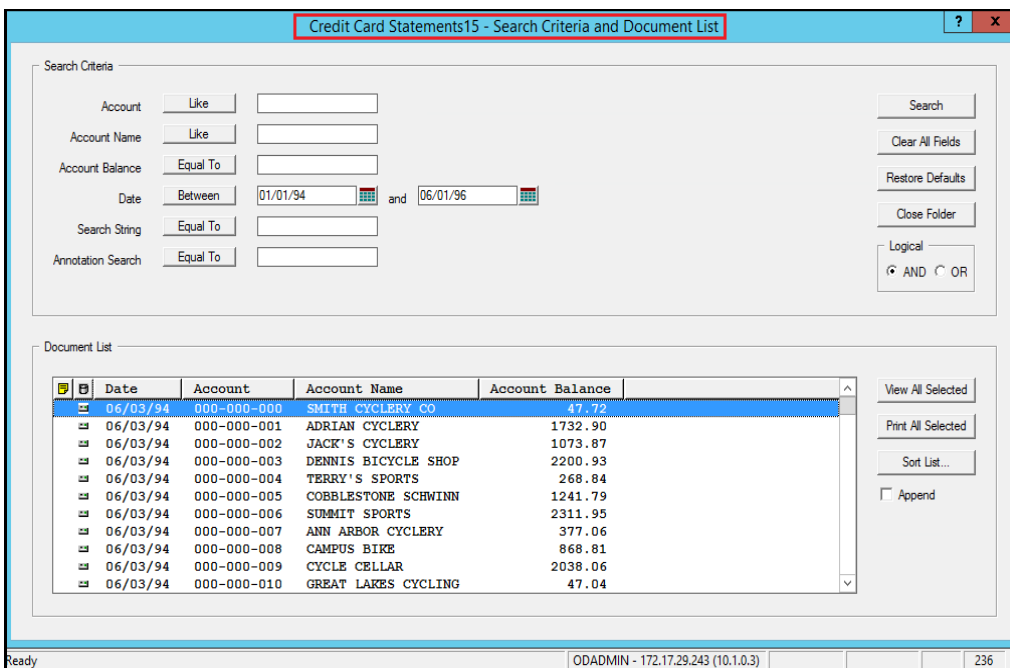 Credit Card Statements15 - Search Criteria and Document List ? x
Search Criteria
Account Like
Account Name Like
Account Balance Equal To
Date Between 01/01/94 and 06/01/96
Search String Equal To
Annotation Search Equal To
Search
Clear All Fields
Restore Defaults
Close Folder
Logical
AND OR
Document List
Date Account Account Name Account Balance
06/03/94 000-000-000 SMITH CYCLERY CO 47.72
06/03/94 000-000-001 ADRIAN CYCLERY 1732.90
06/03/94 000-000-002 JACK'S CYCLERY 1073.87
06/03/94 000-000-003 DENNIS BICYCLE SHOP 2200.93
06/03/94 000-000-004 TERRY'S SPORTS 268.84
06/03/94 000-000-005 COBBLESTONE SCHWINN 1241.79
06/03/94 000-000-006 SUMMIT SPORTS 2311.95
06/03/94 000-000-007 ANN ARBOR CYCLERY 377.06
06/03/94 000-000-008 CAMPUS BIKE 868.81
06/03/94 000-000-009 CYCLE CELLAR 2038.06
06/03/94 000-000-010 GREAT LAKES CYCLING 47.04
View All Selected
Print All Selected
Sort List...
Append
Ready ODADMIN - 172.17.29.243 (10.1.0.3) 236